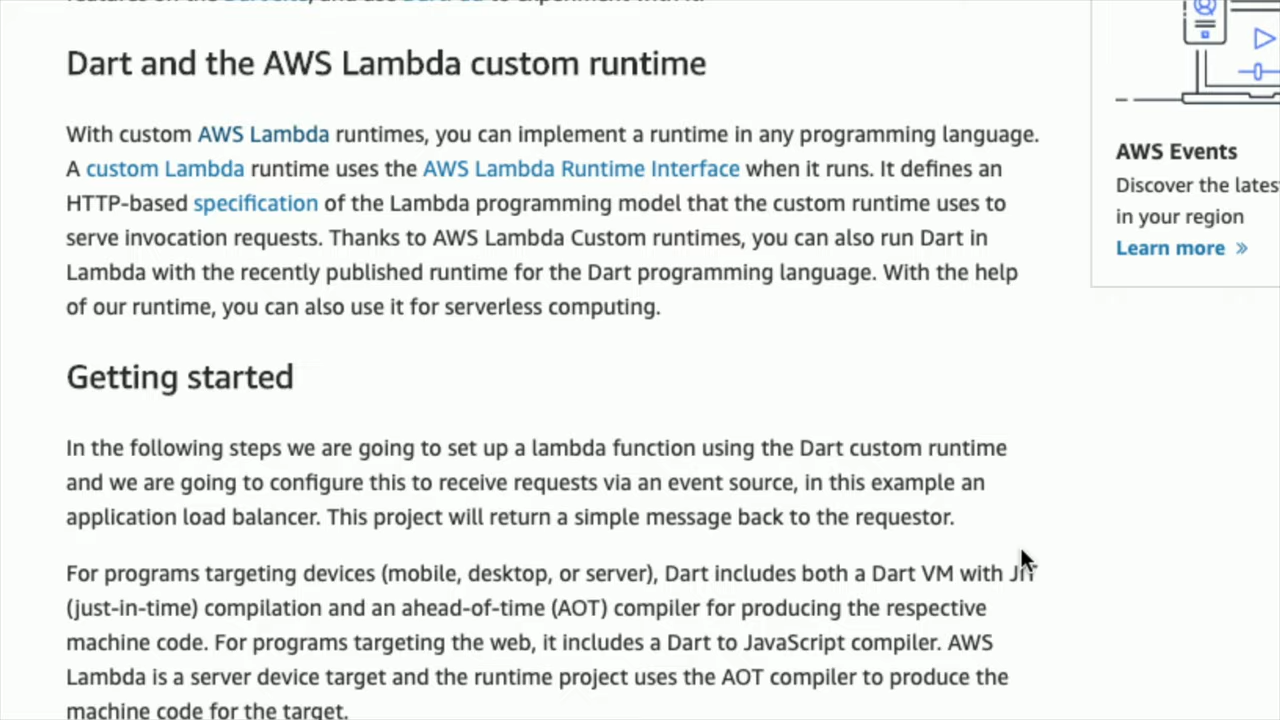 Dart and the AWS Lambda custom runtime
With custom AWS Lambda runtimes, you can implement a runtime in any programming language.
A custom Lambda runtime uses the AWS Lambda Runtime Interface when it runs. It defines an
HTTP-based specification of the Lambda programming model that the custom runtime uses to
serve invocation requests. Thanks to AWS Lambda Custom runtimes, you can also run Dart in
Lambda with the recently published runtime for the Dart programming language. With the help
of our runtime, you can also use it for serverless computing.
Getting started
In the following steps we are going to set up a lambda function using the Dart custom runtime
and we are going to configure this to receive requests via an event source, in this example an
application load balancer. This project will return a simple message back to the requestor.
For programs targeting devices (mobile, desktop, or server), Dart includes both a Dart VM with JIT
(just-in-time) compilation and an ahead-of-time (AOT) compiler for producing the respective
machine code. For programs targeting the web, it includes a Dart to JavaScript compiler. AWS
Lambda is a server device target and the runtime project uses the AOT compiler to produce the
machine code for the target.
AWS Events
Discover the lates
in your region
Learn more »